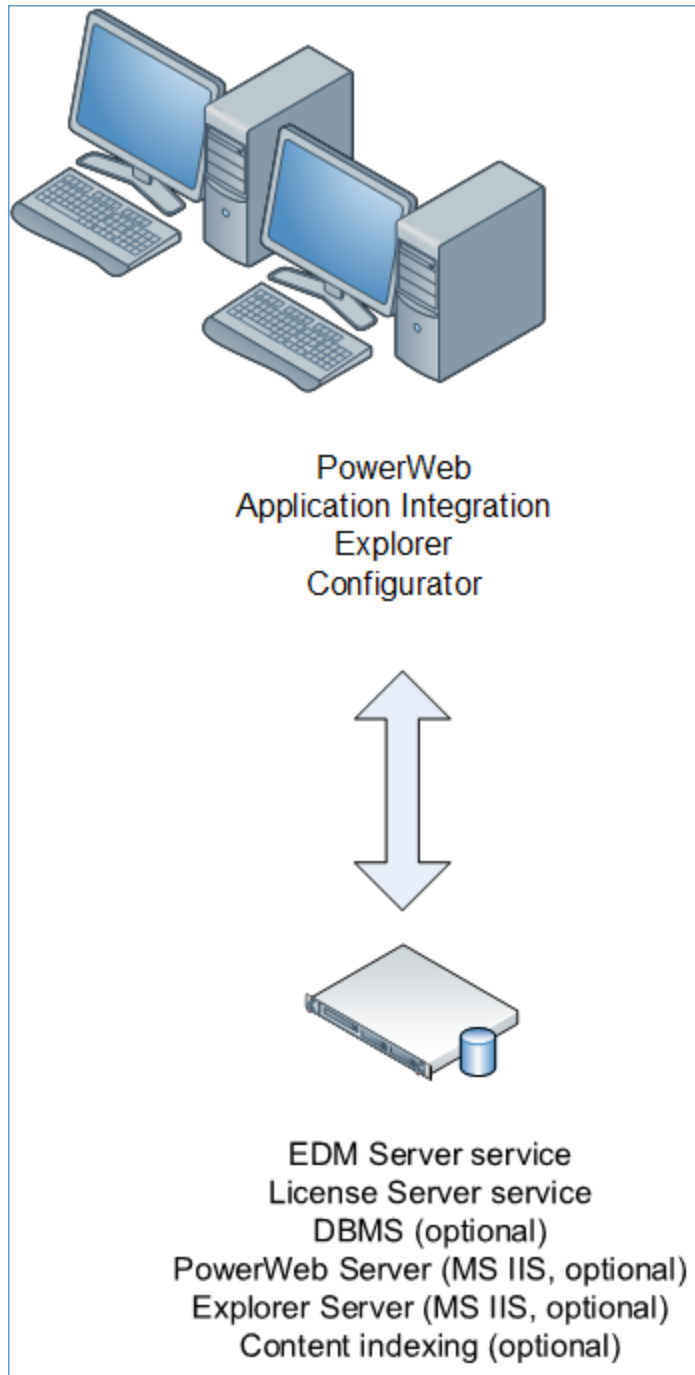 PowerWeb
Application Integration
Explorer
Configurator
EDM Server service
License Server service
DBMS (optional)
PowerWeb Server (MS IIS, optional)
Explorer Server (MS IIS, optional)
Content indexing (optional)